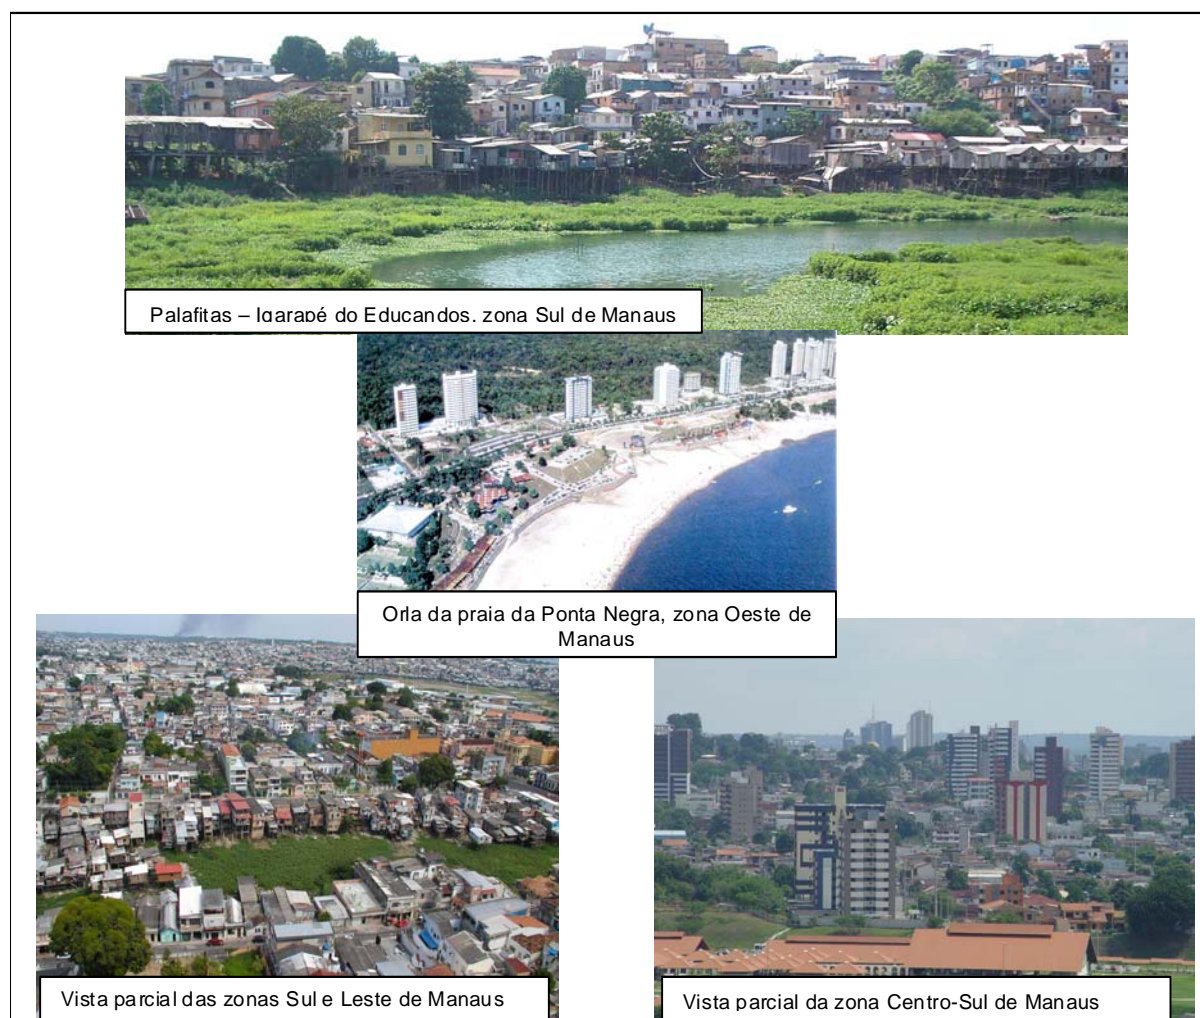 Palafitas – Igarapé do Educandos. zona Sul de Manaus
Orla da praia da Ponta Negra, zona Oeste de
Manaus
Vista parcial das zonas Sul e Leste de Manaus
Vista parcial da zona Centro-Sul de Manaus